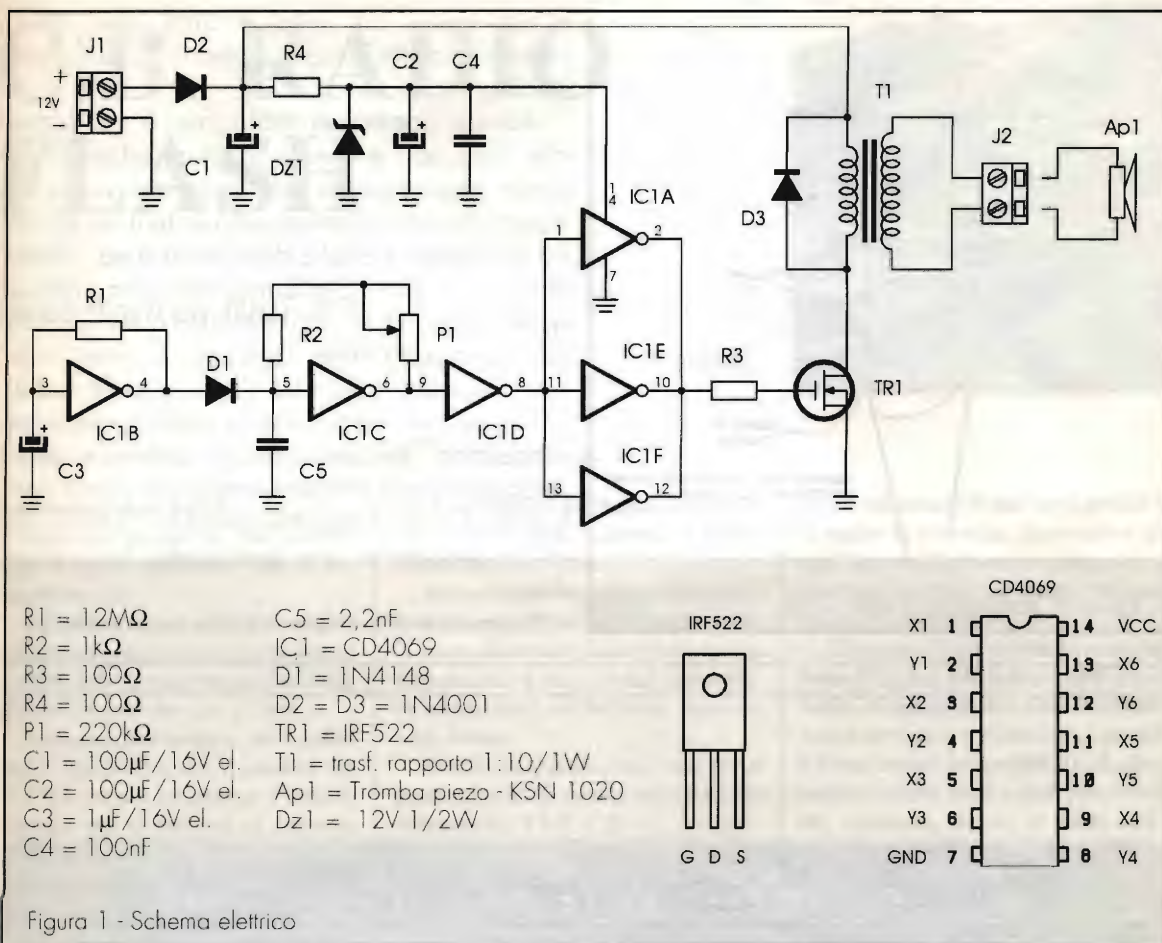 J1
D2
R4
C2
C4
+
12V
−
C1
+
DZ1
+
T1
J2
Ap1
D3
IC1A
1
4
1
2
7
R1
R2
P1
D1
3
4
5
6
9
8
11
10
IC1E
R3
TR1
IC1B
IC1C
IC1D
IC1F
+
C3
C5
13
12
R1 = 12MΩ
R2 = 1kΩ
R3 = 100Ω
R4 = 100Ω
P1 = 220kΩ
C1 = 100µF/16V el.
C2 = 100µF/16V el.
C3 = 1µF/16V el.
C4 = 100nF
C5 = 2,2nF
IC1 = CD4069
D1 = 1N4148
D2 = D3 = 1N4001
TR1 = IRF522
T1 = trasf. rapporto 1:10/1W
Ap1 = Tromba piezo - KSN 1020
Dz1 = 12V 1/2W
IRF522
G D S
CD4069
X1 1 14 VCC
Y1 2 13 X6
X2 3 12 Y6
Y2 4 11 X5
X3 5 10 Y5
Y3 6 9 X4
GND 7 8 Y4
Figura 1 - Schema elettrico